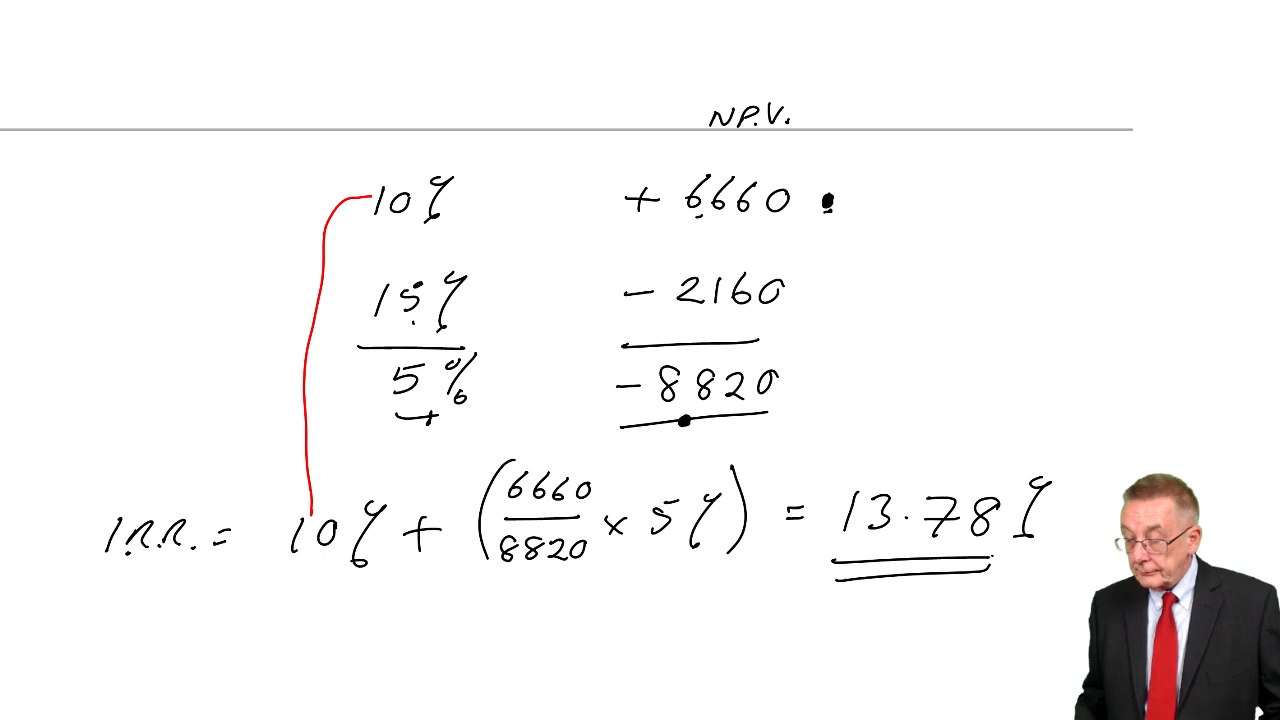 N.P.V.
10% + 6660
15% - 2160
5% - 8820
I.R.R. = 10% + (6660/8820 x 5%) = 13.78%